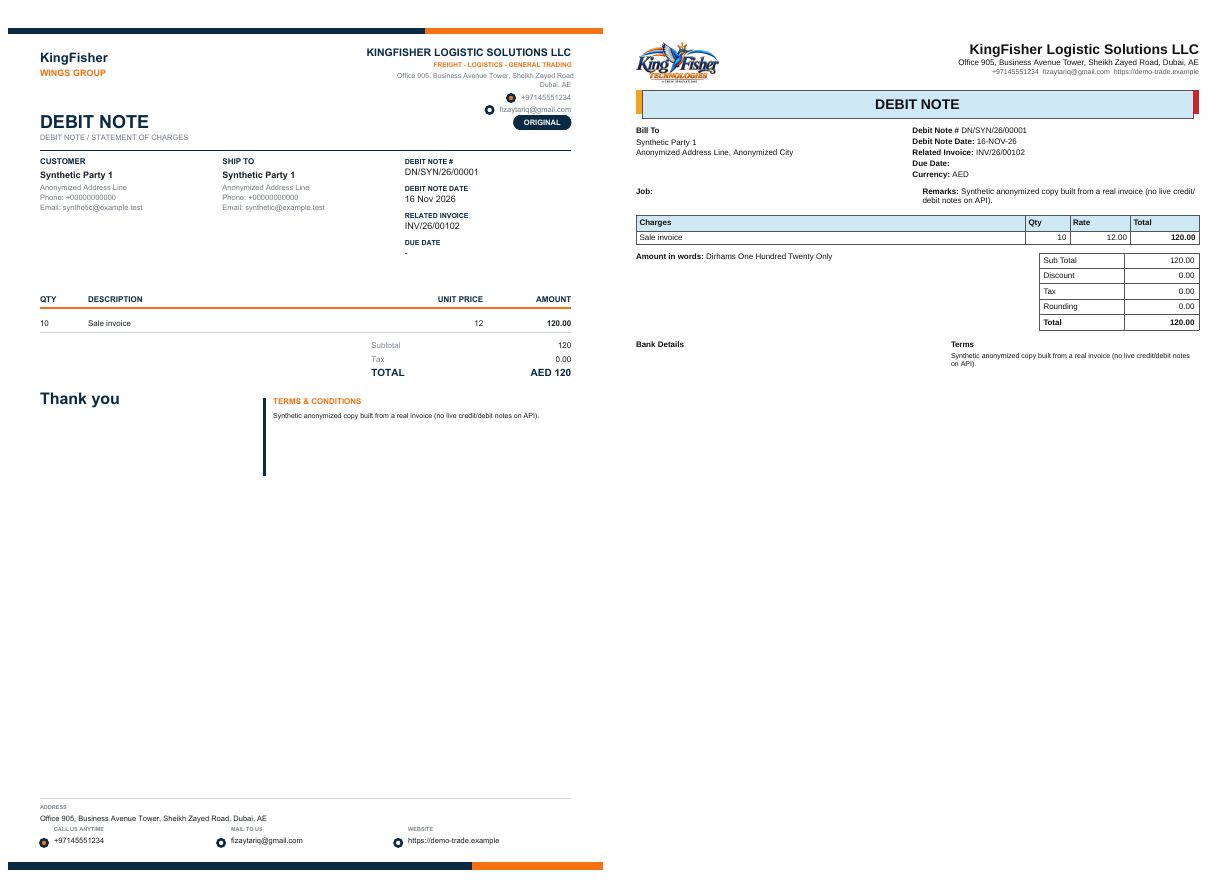 KingFisher
WINGS GROUP
KINGFISHER LOGISTIC SOLUTIONS LLC
FREIGHT - LOGISTICS - GENERAL TRADING
Office 905, Business Avenue Tower, Sheikh Zayed Road
Dubai, AE
+97145551234
fizaytariq@gmail.com
DEBIT NOTE
ORIGINAL
DEBIT NOTE / STATEMENT OF CHARGES
CUSTOMER
Synthetic Party 1
Anonymized Address Line
Phone: +00000000000
Email: synthetic@example.test
SHIP TO
Synthetic Party 1
Anonymized Address Line
Phone: +00000000000
Email: synthetic@example.test
DEBIT NOTE #
DN/SYN/26/00001
DEBIT NOTE DATE
16 Nov 2026
RELATED INVOICE
INV/26/00102
DUE DATE
-
QTY DESCRIPTION UNIT PRICE AMOUNT
10 Sale invoice 12 120.00
Subtotal 120
Tax 0.00
TOTAL AED 120
Thank you
TERMS & CONDITIONS
Synthetic anonymized copy built from a real invoice (no live credit/debit notes on API).
ADDRESS
Office 905, Business Avenue Tower, Sheikh Zayed Road, Dubai, AE
CALL US ANYTIME
+97145551234
MAIL TO US
fizaytariq@gmail.com
WEBSITE
https://demo-trade.example
King Fisher
TECHNOLOGIES
KingFisher Logistic Solutions LLC
Office 905, Business Avenue Tower, Sheikh Zayed Road, Dubai, AE
+97145551234 fizaytariq@gmail.com https://demo-trade.example
DEBIT NOTE
Bill To
Synthetic Party 1
Anonymized Address Line, Anonymized City
Debit Note # DN/SYN/26/00001
Debit Note Date: 16-NOV-26
Related Invoice: INV/26/00102
Due Date:
Currency: AED
Job:
Remarks: Synthetic anonymized copy built from a real invoice (no live credit/
debit notes on API).
Charges Qty Rate Total
Sale invoice 10 12.00 120.00
Amount in words: Dirhams One Hundred Twenty Only
Sub Total 120.00
Discount 0.00
Tax 0.00
Rounding 0.00
Total 120.00
Bank Details
Terms
Synthetic anonymized copy built from a real invoice (no live credit/debit notes
on API).